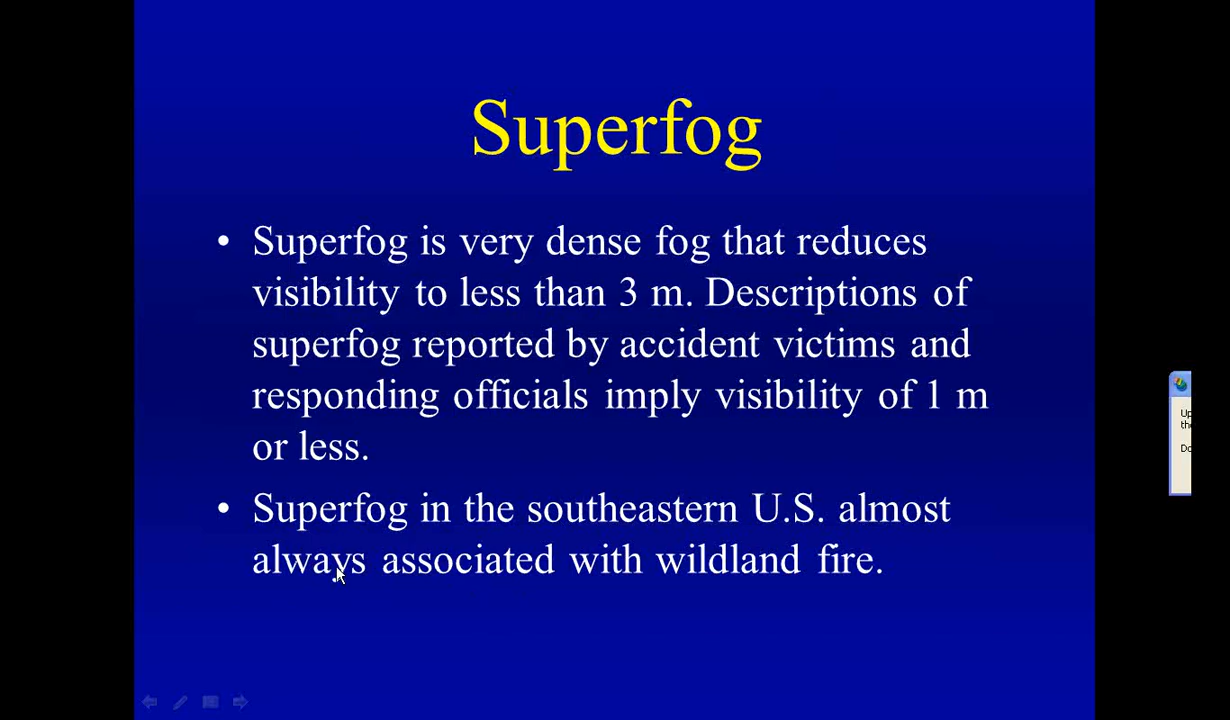 Superfog
• Superfog is very dense fog that reduces
visibility to less than 3 m. Descriptions of
superfog reported by accident victims and
responding officials imply visibility of 1 m
or less.
• Superfog in the southeastern U.S. almost
always associated with wildland fire.